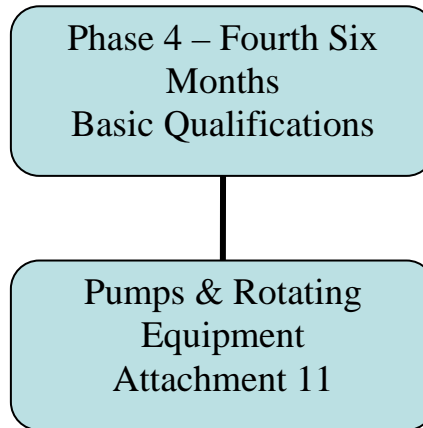 Phase 4 – Fourth Six
Months
Basic Qualifications
Pumps & Rotating
Equipment
Attachment 11